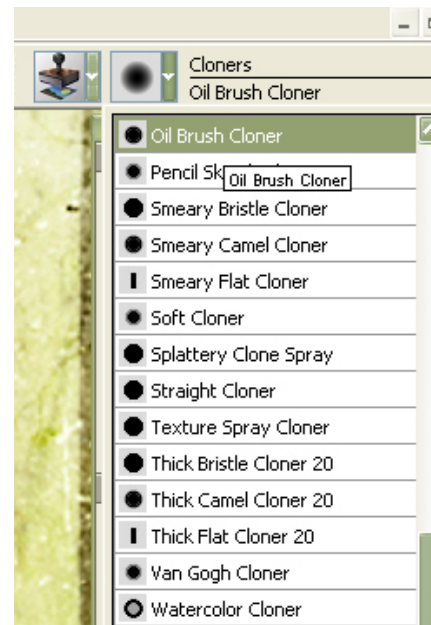 Cloners
Oil Brush Cloner
Oil Brush Cloner
Pencil Sk
Oil Brush Cloner
Smeary Bristle Cloner
Smeary Camel Cloner
Smeary Flat Cloner
Soft Cloner
Splattery Clone Spray
Straight Cloner
Texture Spray Cloner
Thick Bristle Cloner 20
Thick Camel Cloner 20
Thick Flat Cloner 20
Van Gogh Cloner
Watercolor Cloner